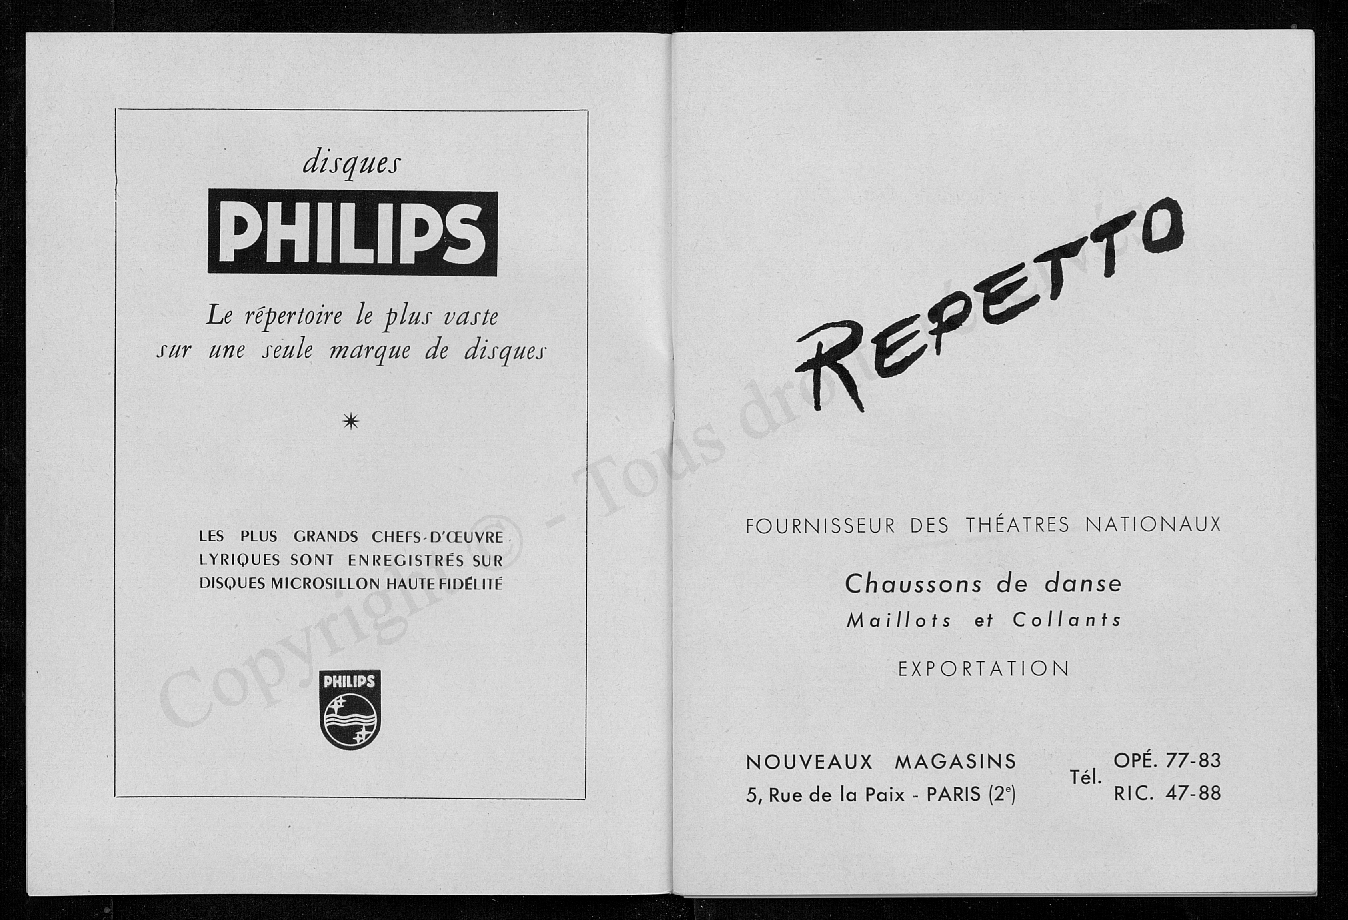 disques
PHILIPS
Le répertoire le plus vaste
sur une seule marque de disques
LES PLUS GRANDS CHEFS-D'ŒUVRE
LYRIQUES SONT ENREGISTRÉS SUR
DISQUES MICROSILLON HAUTE FIDÉLITÉ
PHILIPS
REPETTO
FOURNISSEUR DES THÉATRES NATIONAUX
Chaussons de danse
Maillots et Collants
EXPORTATION
NOUVEAUX MAGASINS
5, Rue de la Paix - PARIS (2e)
Tél.
OPÉ. 77-83
RIC. 47-88
Copyright © - Tous droits réservés